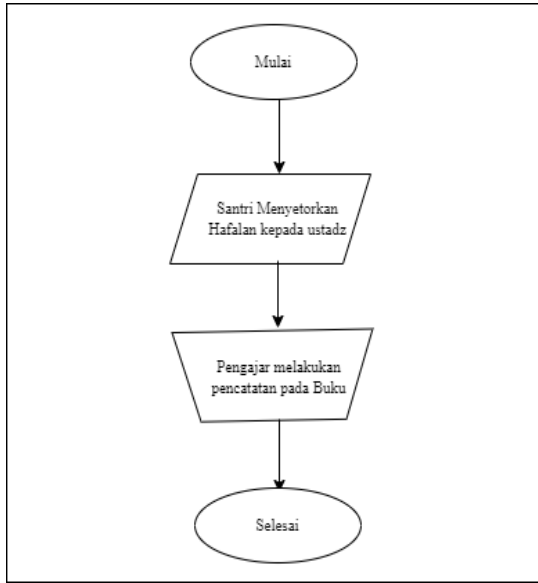 Mulai
Santri Menyetorkan
Hafalan kepada ustadz
Pengajar melakukan
pencatatan pada Buku
Selesai